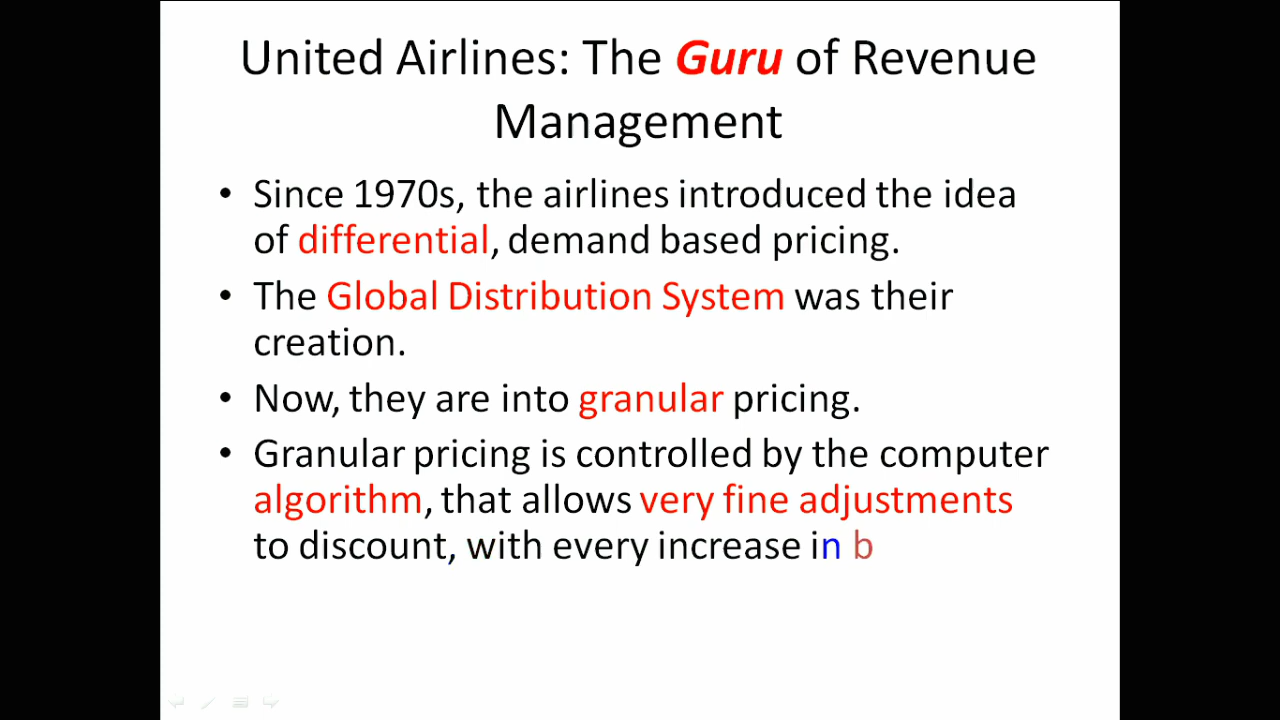 United Airlines: The Guru of Revenue
Management
• Since 1970s, the airlines introduced the idea
of differential, demand based pricing.
• The Global Distribution System was their
creation.
• Now, they are into granular pricing.
• Granular pricing is controlled by the computer
algorithm, that allows very fine adjustments
to discount, with every increase in b